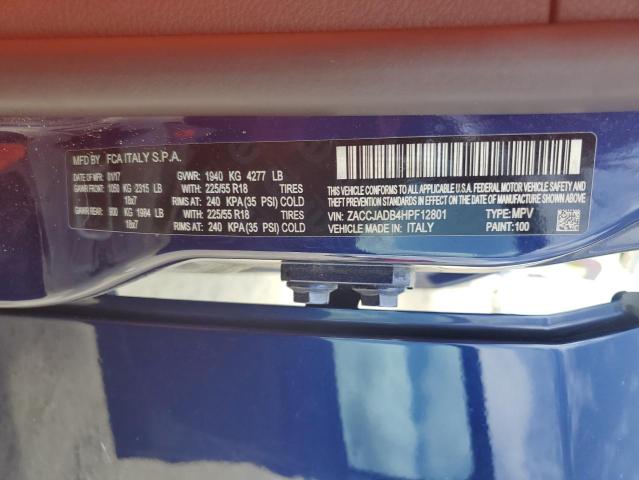 MFD BY FCA ITALY S.P.A.
DATE OF MFR 01/17 GVWR: 1940 KG 4277 LB
GAWR FRONT 1050 KG 2315 LB WITH 225/55 R18 TIRES
18x7 RIMS AT: 240 KPA(35 PSI) COLD
GAWR REAR 900 KG 1984 LB WITH 225/55 R18 TIRES
18x7 RIMS AT: 240 KPA(35 PSI) COLD
THIS VEHICLE CONFORMS TO ALL APPLICABLE U.S.A. FEDERAL MOTOR
VEHICLE SAFETY, BUMPER, AND THEFT PREVENTION STANDARDS
IN EFFECT ON THE DATE OF MANUFACTURE SHOWN ABOVE
VIN: ZACCJADB4HPF12801 TYPE: MPV
VEHICLE MADE IN: ITALY PAINT: 100